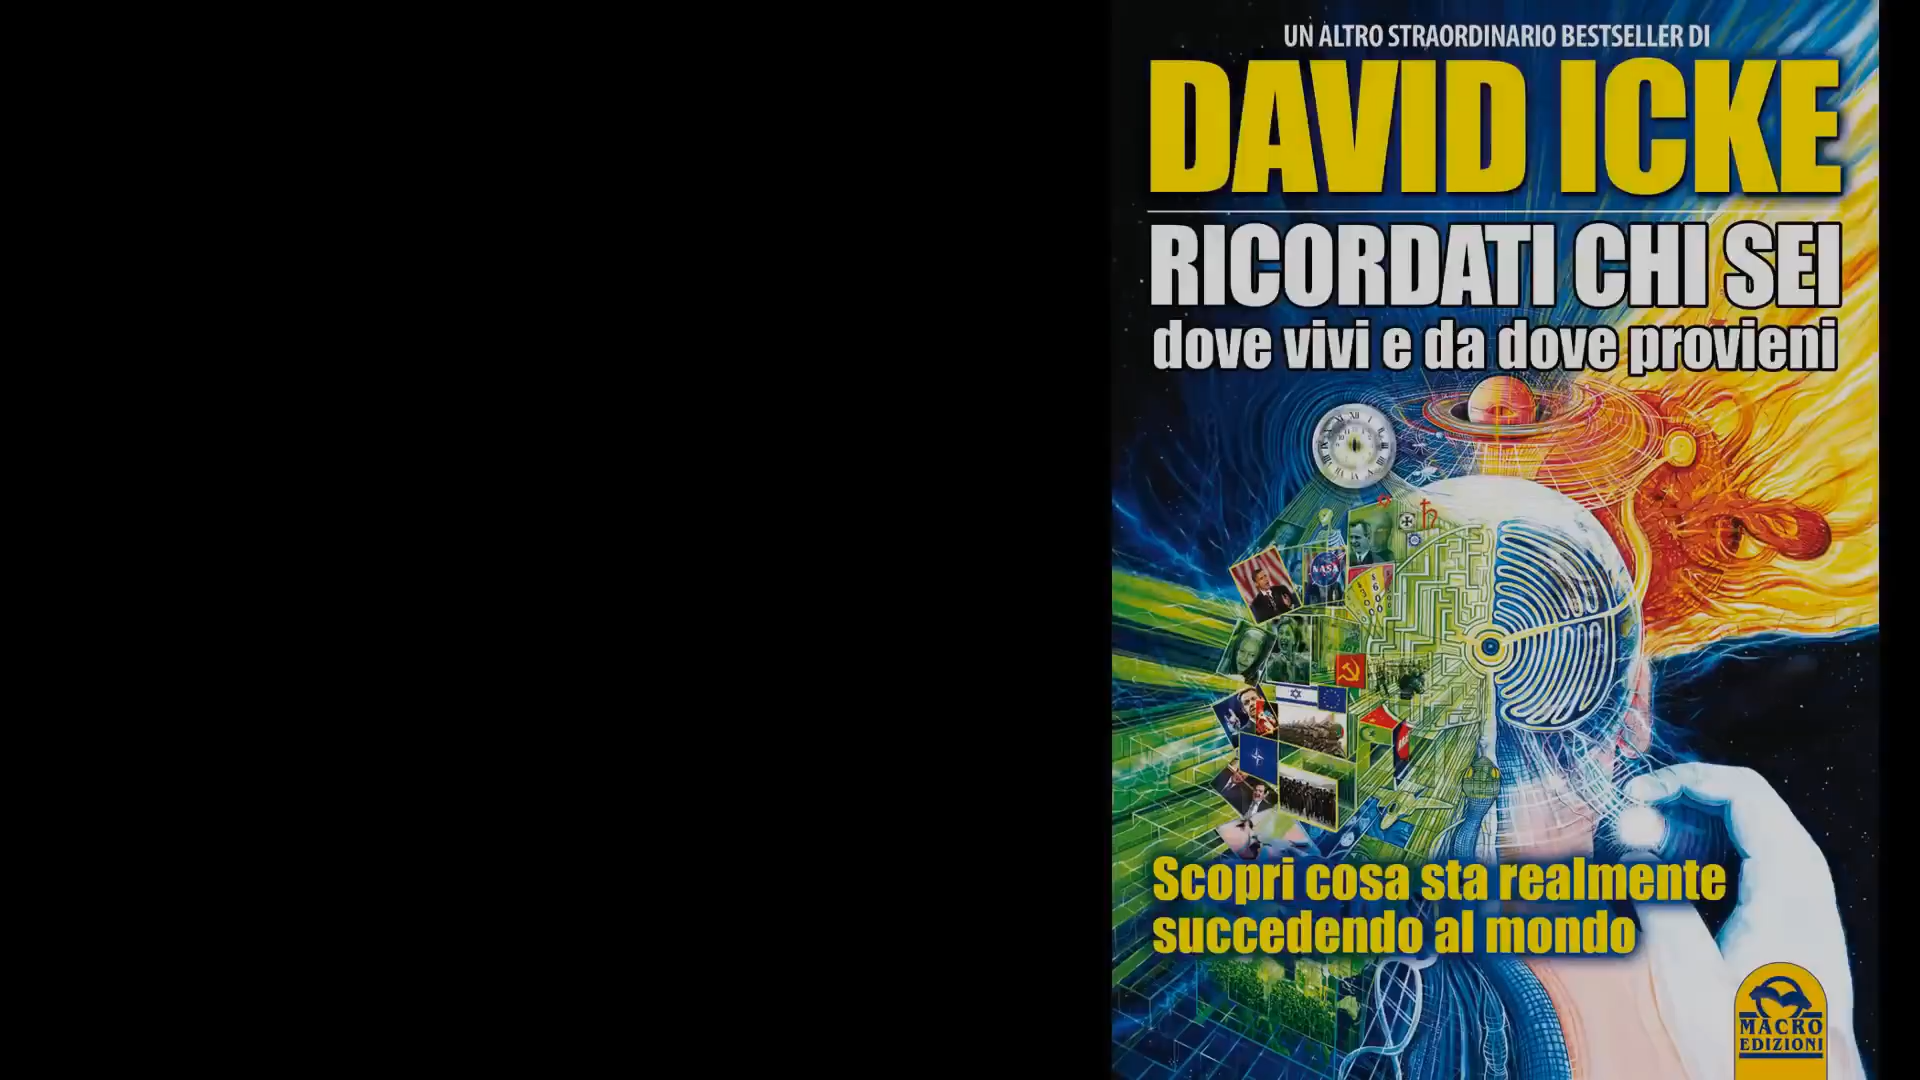 UN ALTRO STRAORDINARIO BESTSELLER DI
DAVID ICKE
RICORDATI CHI SEI
dove vivi e da dove provieni
NASA
Scopri cosa sta realmente
succedendo al mondo
MACRO
EDIZIONI